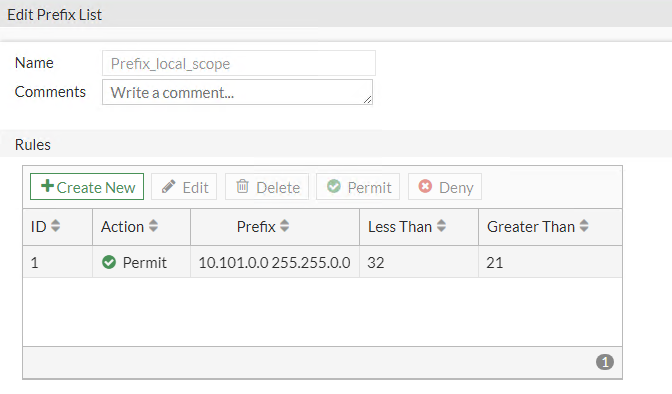 Edit Prefix List
Name Prefix_local_scope
Comments Write a comment...
Rules
Create New Edit Delete Permit Deny
ID Action Prefix Less Than Greater Than
1 Permit 10.101.0.0 255.255.0.0 32 21
1